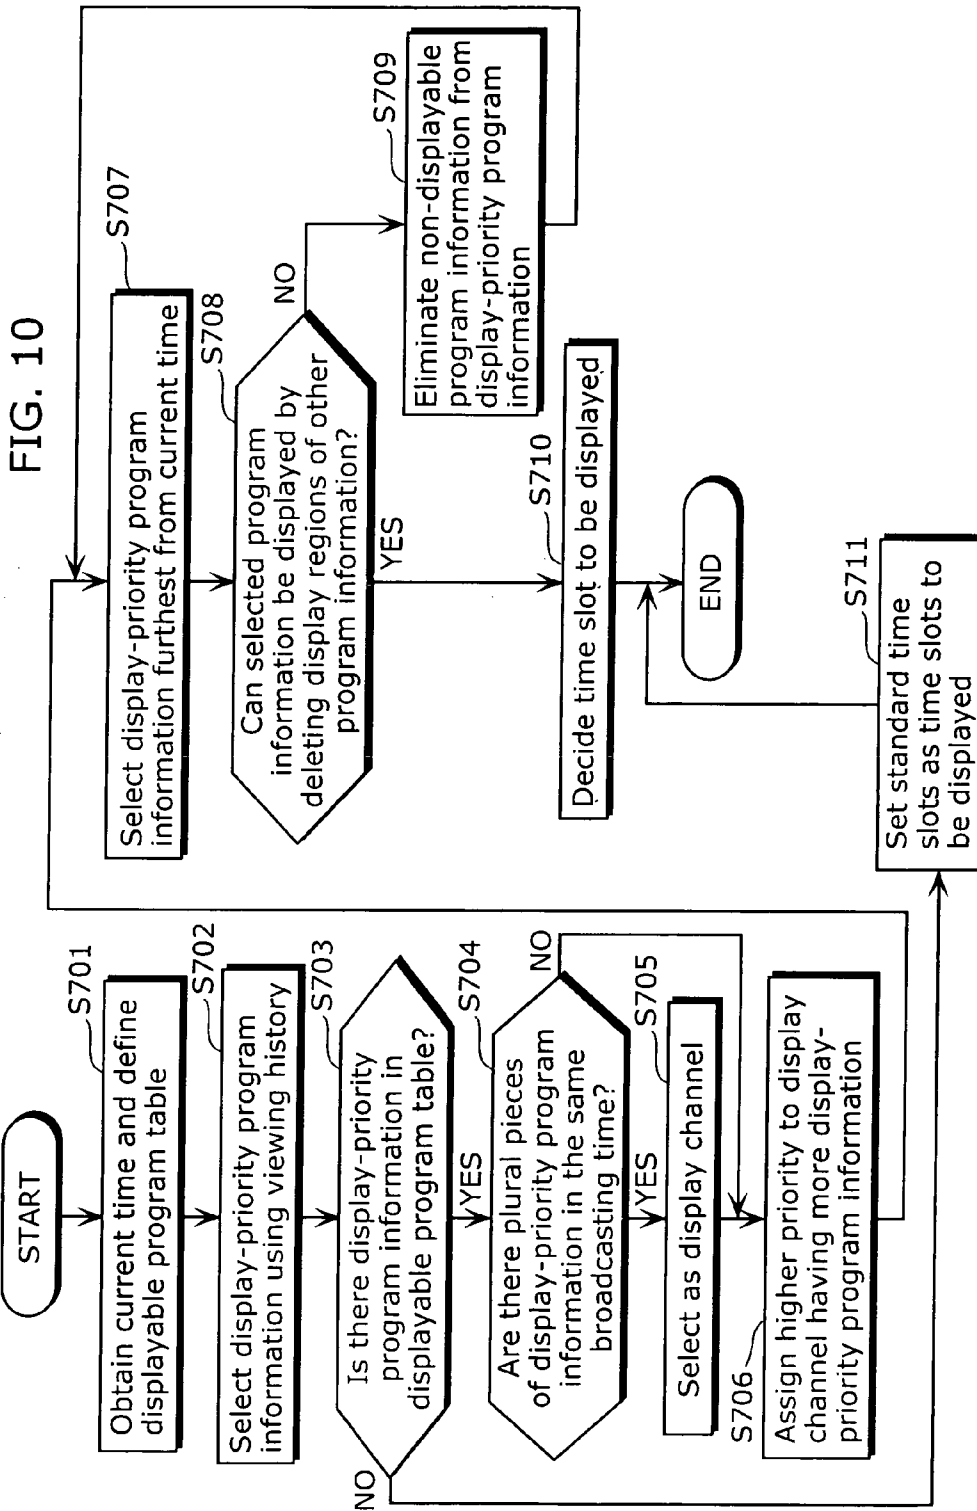 FIG. 10
START
S701
Obtain current time and define
displayable program table
S702
Select display-priority program
information using viewing history
S703
Is there display-priority
program information in
displayable program table?
NO
YES
S704
Are there plural pieces
of display-priority program
information in the same
broadcasting time?
NO
YES
S705
Select as display channel
S706
Assign higher priority to display
channel having more display-
priority program information
S707
Select display-priority program
information furthest from current time
S708
Can selected program
information be displayed by
deleting display regions of other
program information?
NO
YES
S709
Eliminate non-displayable
program information from
display-priority program
information
S710
Decide time slot to be displayed
END
S711
Set standard time
slots as time slots to
be displayed